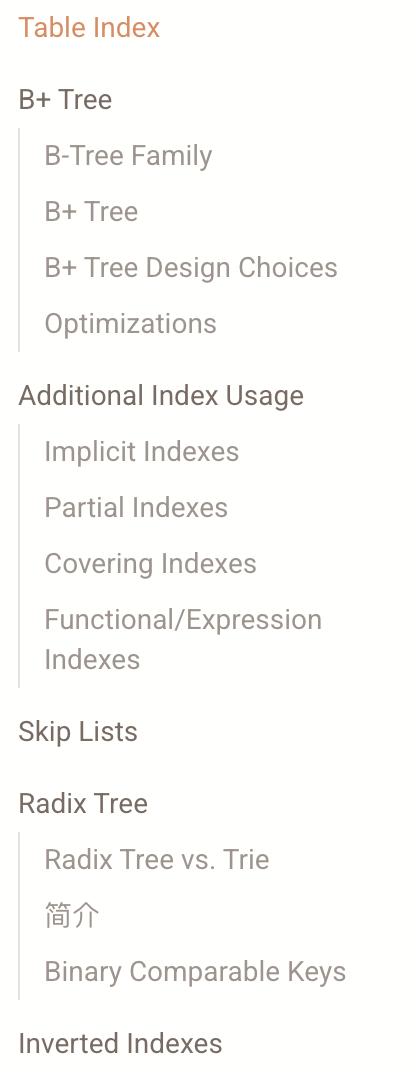 Table Index
B+ Tree
B-Tree Family
B+ Tree
B+ Tree Design Choices
Optimizations
Additional Index Usage
Implicit Indexes
Partial Indexes
Covering Indexes
Functional/Expression
Indexes
Skip Lists
Radix Tree
Radix Tree vs. Trie
简介
Binary Comparable Keys
Inverted Indexes